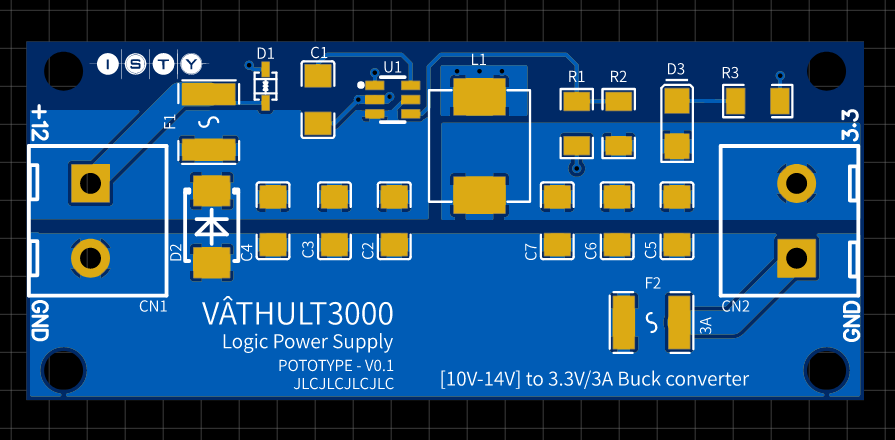 ISTY
D1
C1
U1
L1
R1
R2
D3
R3
+12
F1
3.3
D2
C4
C3
C2
C7
C6
C5
CN1
F2
CN2
3A
GND
GND
VÂTHULT3000
Logic Power Supply
POTOTYPE - V0.1
JLCJLCJLCJLC
[10V-14V] to 3.3V/3A Buck converter